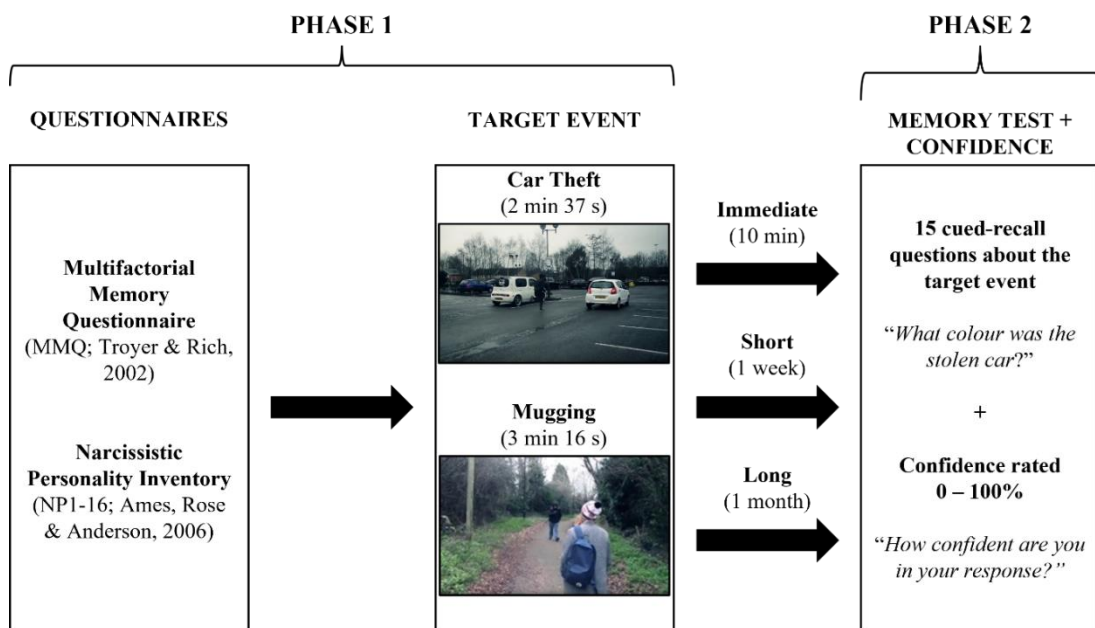 PHASE 1
PHASE 2
QUESTIONNAIRES
TARGET EVENT
MEMORY TEST +
CONFIDENCE
Multifactorial
Memory
Questionnaire
(MMQ; Troyer & Rich,
2002)
Narcissistic
Personality Inventory
(NP1-16; Ames, Rose
& Anderson, 2006)
Car Theft
(2 min 37 s)
Mugging
(3 min 16 s)
Immediate
(10 min)
Short
(1 week)
Long
(1 month)
15 cued-recall
questions about the
target event
“What colour was the
stolen car?”
+
Confidence rated
0 – 100%
“How confident are you
in your response?”